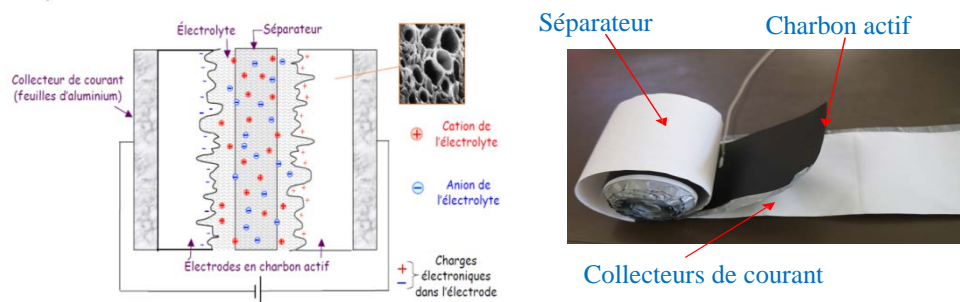 Électrolyte
Séparateur
Collecteur de courant
(feuilles d'aluminium)
Cation de
l'électrolyte
Anion de
l'électrolyte
Électrodes en charbon actif
Charges
électroniques
dans l'électrode
Séparateur
Charbon actif
Collecteurs de courant